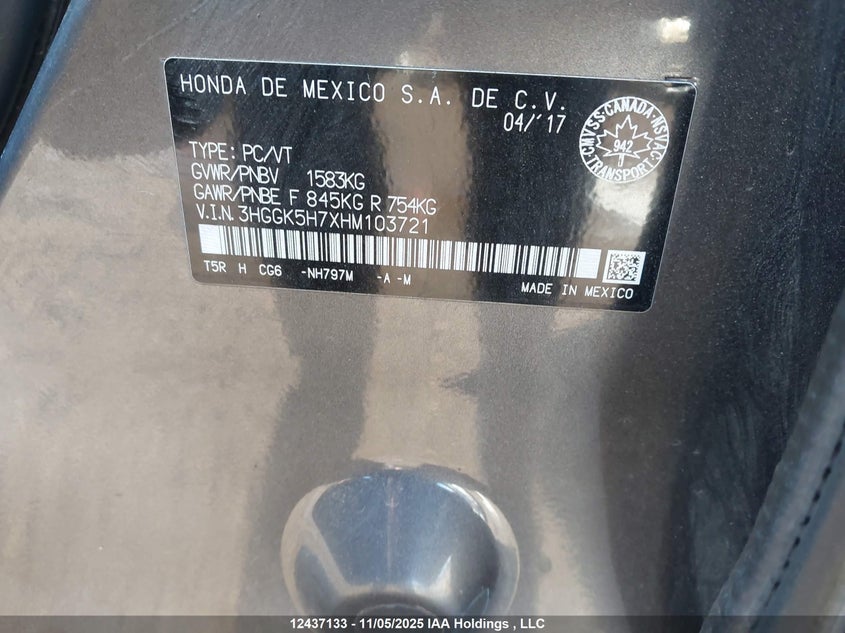 HONDA DE MEXICO S.A. DE C.V.
04/'17
CMVSS-CANADA-NSVAC
942
TRANSPORT
TYPE: PC/VT
GVWR/PNBV 1583KG
GAWR/PNBE F 845KG R 754KG
V.I.N. 3HGGK5H7XHM103721
T5R H CG6 -NH797M -A -M
MADE IN MEXICO
12437133 - 11/05/2025 IAA Holdings , LLC